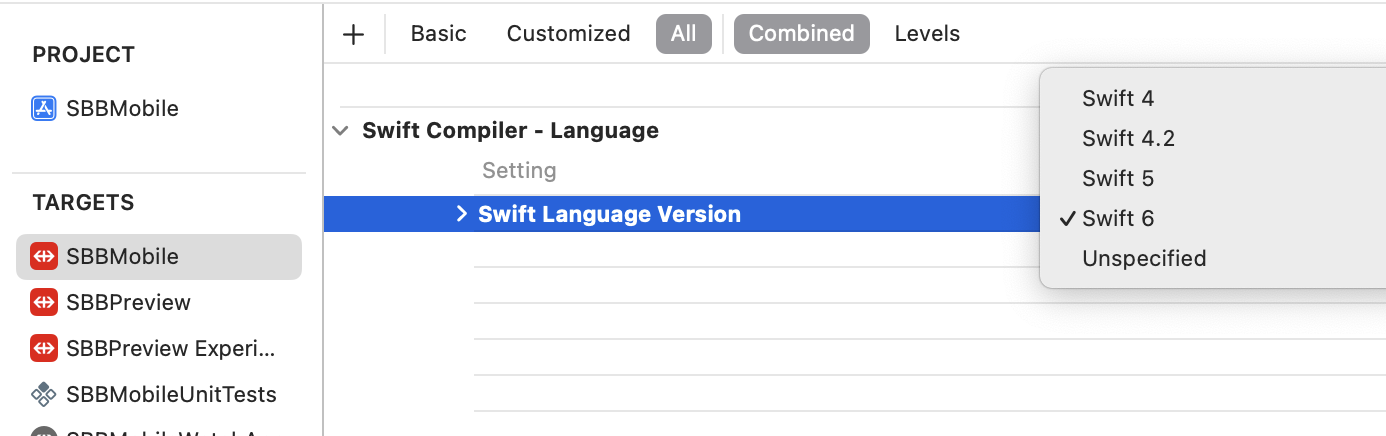 PROJECT
SBBMobile
TARGETS
SBBMobile
SBBPreview
SBBPreview Experi...
SBBMobileUnitTests
Basic Customized All Combined Levels
Swift Compiler - Language
Setting
Swift Language Version
Swift 4
Swift 4.2
Swift 5
Swift 6
Unspecified